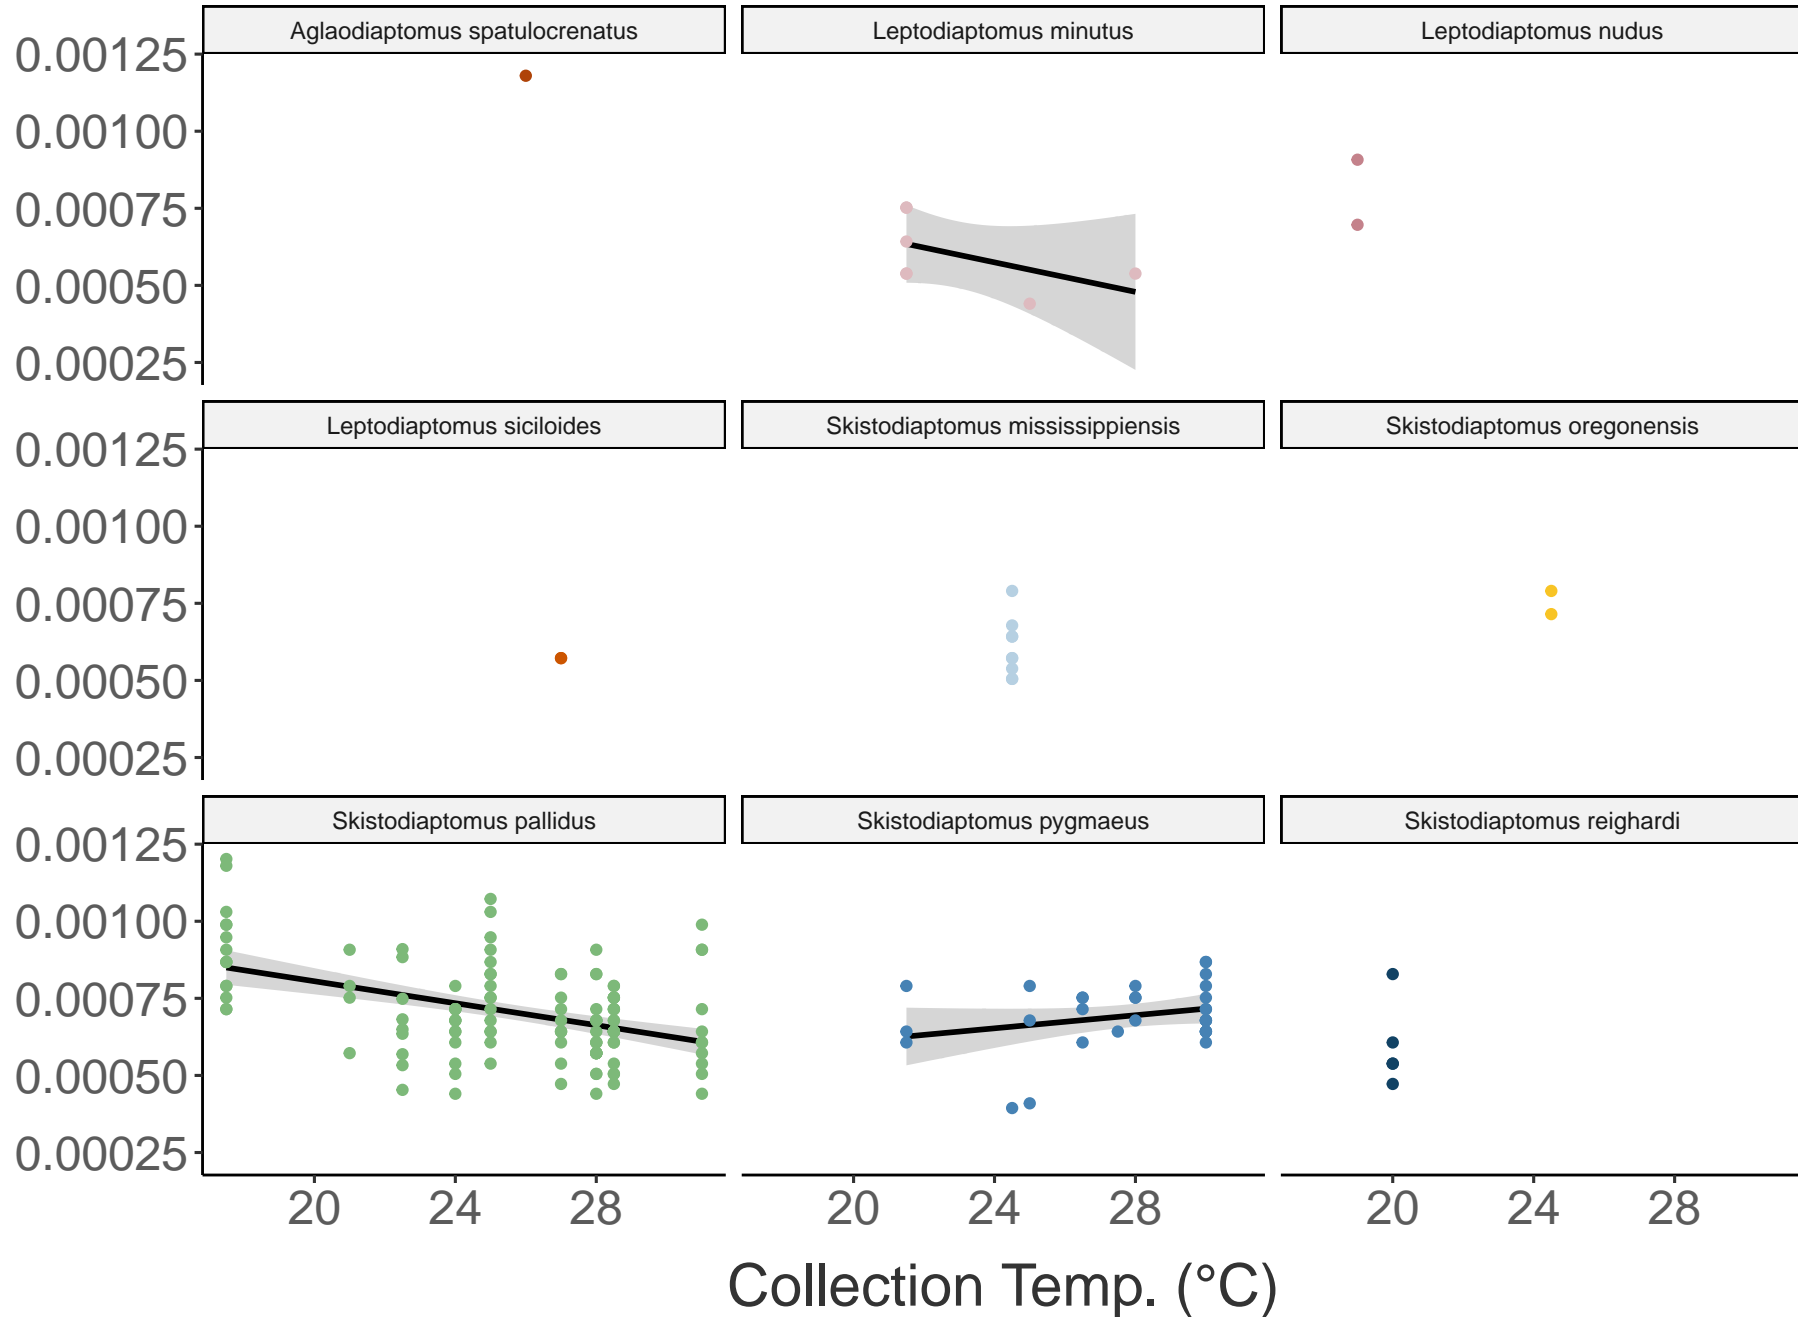 Aglaodiaptomus spatulocrenatus
Leptodiaptomus minutus
Leptodiaptomus nudus
0.00125
0.00100
0.00075
0.00050
0.00025
Leptodiaptomus siciloides
Skistodiaptomus mississippiensis
Skistodiaptomus oregonensis
0.00125
0.00100
0.00075
0.00050
0.00025
Skistodiaptomus pallidus
Skistodiaptomus pygmaeus
Skistodiaptomus reighardi
0.00125
0.00100
0.00075
0.00050
0.00025
20 24 28 20 24 28 20 24 28
Collection Temp. (°C)